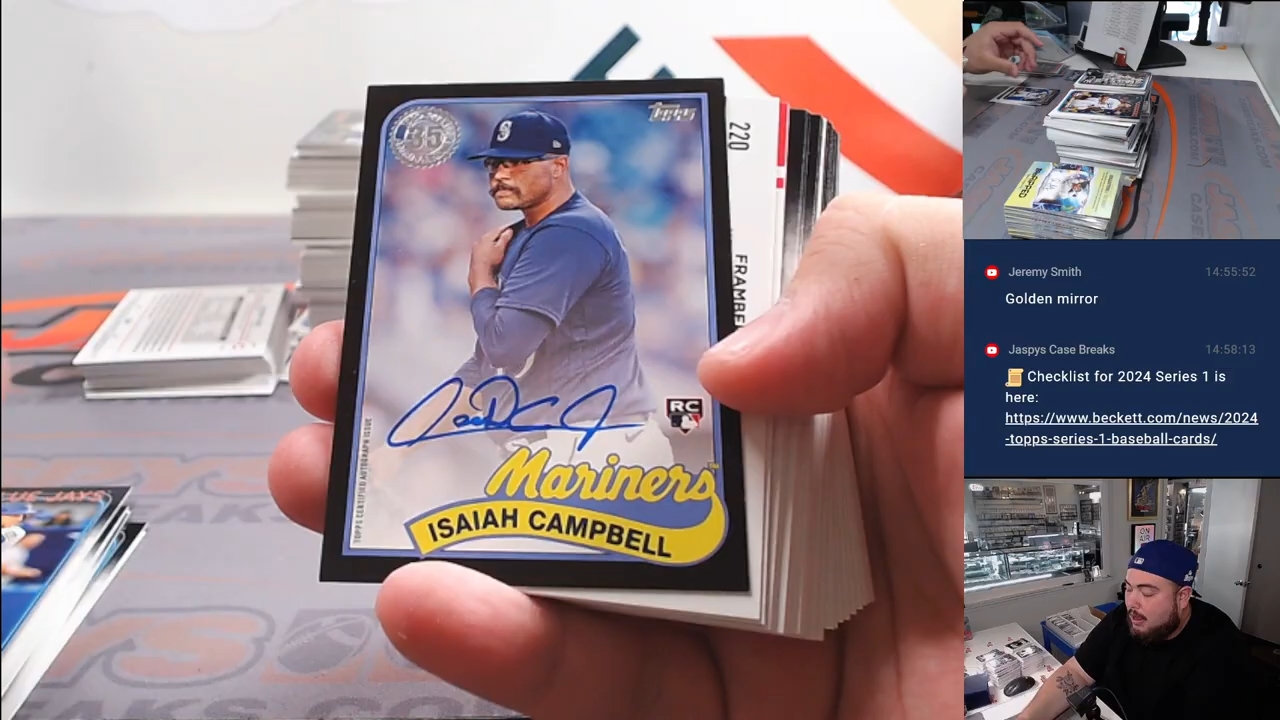 35
Topps
220
FRAMBE
TOPPS CERTIFIED AUTOGRAPH ISSUE
RC
Mariners
ISAIAH CAMPBELL
Jeremy Smith 14:55:52
Golden mirror
Jaspys Case Breaks 14:58:13
Checklist for 2024 Series 1 is
here:
https://www.beckett.com/news/2024
-topps-series-1-baseball-cards/
ON
AIR